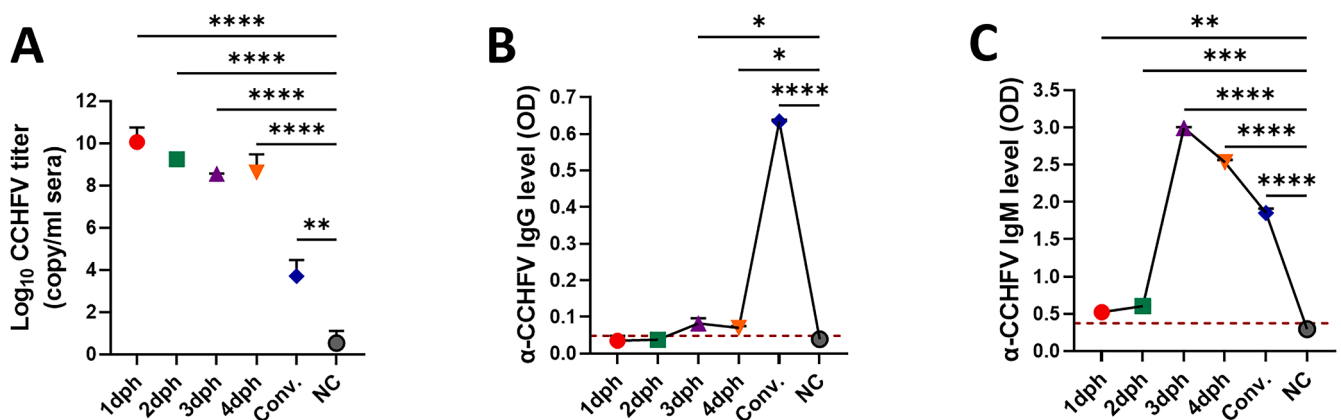 A
****
****
****
****
**
Log10 CCHFV titer
(copy/ml sera)
12
10
8
6
4
2
0
1dph
2dph
3dph
4dph
Conv.
NC
B
*
*
****
α-CCHFV IgG level (OD)
0.7
0.6
0.5
0.4
0.3
0.2
0.1
0.0
1dph
2dph
3dph
4dph
Conv.
NC
C
**
***
****
****
****
α-CCHFV IgM level (OD)
3.5
3.0
2.5
2.0
1.5
1.0
0.5
0.0
1dph
2dph
3dph
4dph
Conv.
NC